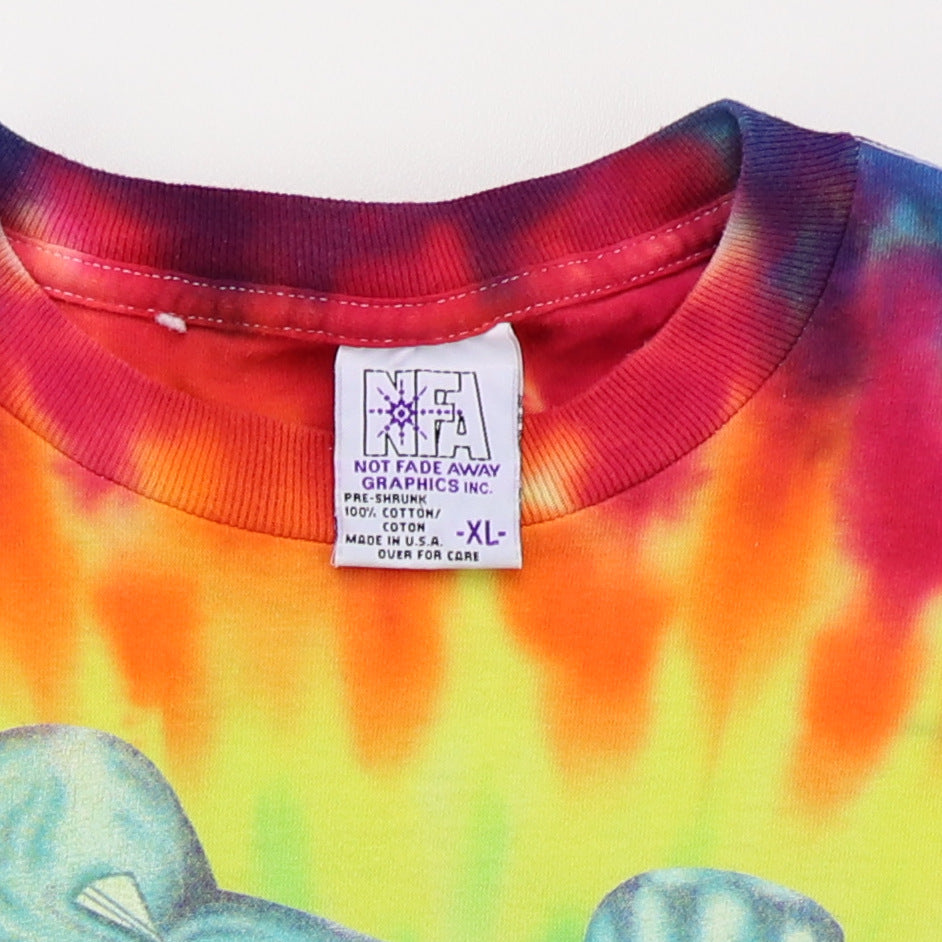 NFA
NOT FADE AWAY
GRAPHICS INC.
PRE-SHRUNK
100% COTTON/
COTON
MADE IN U.S.A.
-XL-
OVER FOR CARE